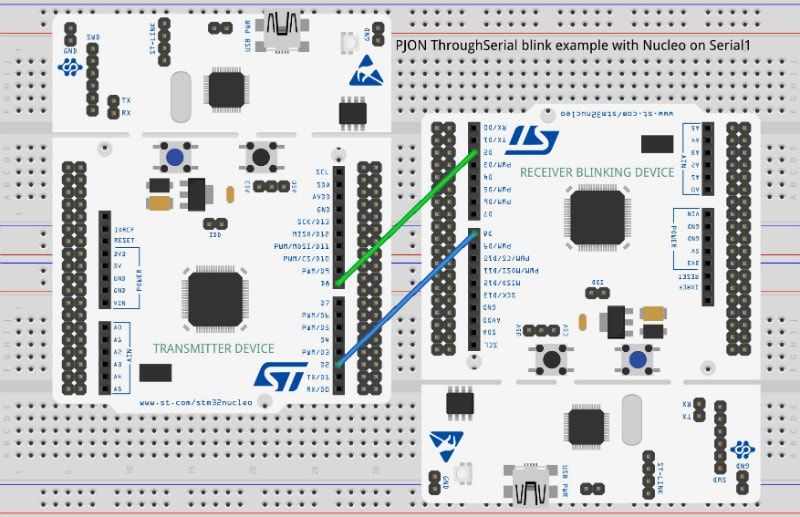 PJON ThroughSerial blink example with Nucleo on Serial1
GND
SWD
ST-LINK
USB PWR
GND
TX
RX
E5V
U5V
IDD
IOREF
RESET
3V3
5V
GND
GND
VIN
POWER
A0
A1
A2
A3
A4
A5
AIN
SCL
SDA
AVDD
GND
SCK/D13
MISO/D12
PWM/MOSI/D11
PWM/CS/D10
PWM/D9
D8
D7
PWM/D6
PWM/D5
D4
PWM/D3
D2
TX/D1
RX/D0
TRANSMITTER DEVICE
ST
www.st-com/stm32nucleo
www.st-com/stm32nucleo
ST
RECEIVER BLINKING DEVICE
RX/D0
TX/D1
D2
PWM/D3
D4
PWM/D5
PWM/D6
D7
D8
PWM/D9
PWM/CS/D10
PWM/MOSI/D11
MISO/D12
SCK/D13
GND
AVDD
SDA
SCL
A5
A4
A3
A2
A1
A0
AIN
VIN
GND
GND
5V
3V3
RESET
IOREF
POWER
IDD
U5V
E5V
RX
TX
GND
USB PWR
ST-LINK
SWD
GND